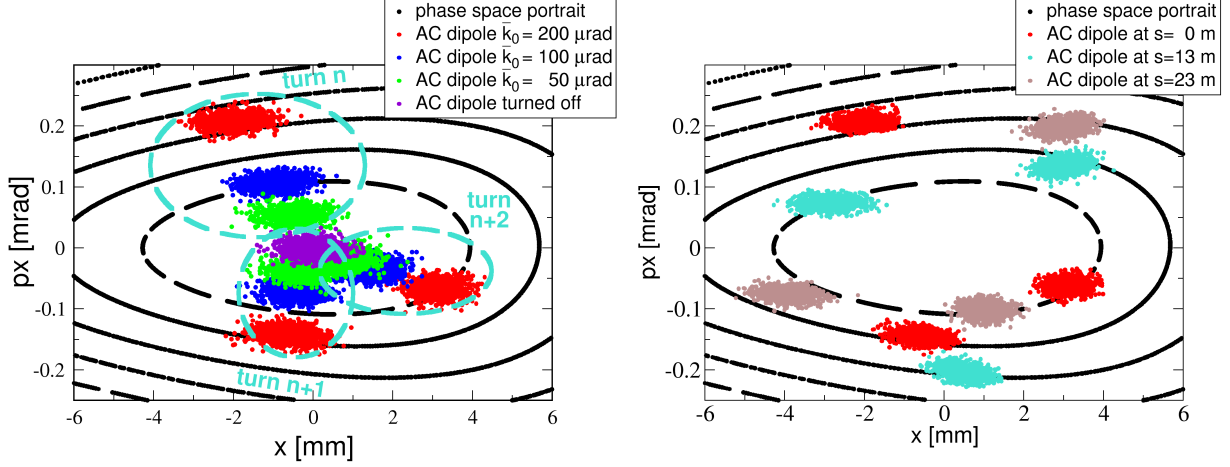 phase space portrait
AC dipole k̄₀ = 200 μrad
AC dipole k̄₀ = 100 μrad
AC dipole k̄₀ = 50 μrad
AC dipole turned off
turn n
turn
n+2
turn n+1
0.2
0.1
0
-0.1
-0.2
px [mrad]
-6 -4 -2 0 2 4 6
x [mm]
phase space portrait
AC dipole at s= 0 m
AC dipole at s=13 m
AC dipole at s=23 m
0.2
0.1
0
-0.1
-0.2
px [mrad]
-6 -4 -2 0 2 4 6
x [mm]